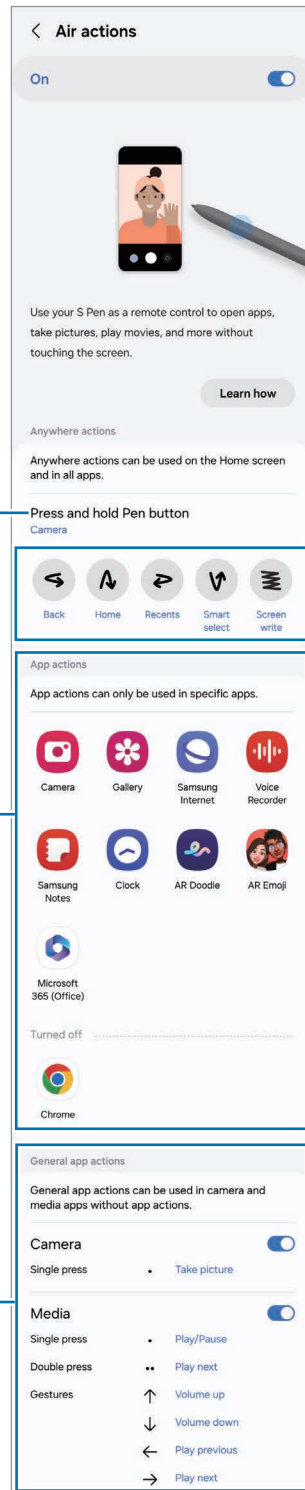 Air actions
On
Use your S Pen as a remote control to open apps,
take pictures, play movies, and more without
touching the screen.
Learn how
Anywhere actions
Anywhere actions can be used on the Home screen
and in all apps.
Press and hold Pen button
Camera
Back Home Recents Smart select Screen write
App actions
App actions can only be used in specific apps.
Camera Gallery Samsung Internet Voice Recorder
Samsung Notes Clock AR Doodle AR Emoji
Microsoft
365 (Office)
Turned off
Chrome
General app actions
General app actions can be used in camera and
media apps without app actions.
Camera
Single press Take picture
Media
Single press Play/Pause
Double press Play next
Gestures Volume up
Volume down
Play previous
Play next